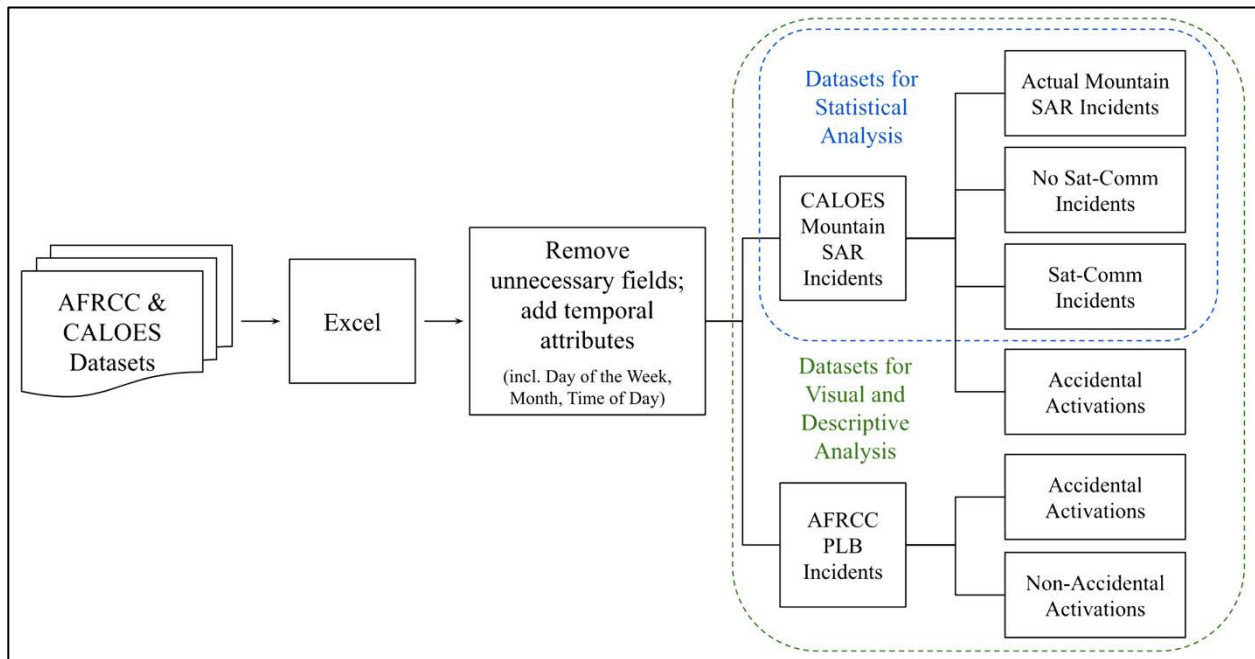 AFRCC &
CALOES
Datasets
Excel
Remove
unnecessary fields;
add temporal
attributes
(incl. Day of the Week,
Month, Time of Day)
Datasets for
Statistical
Analysis
CALOES
Mountain
SAR
Incidents
Actual Mountain
SAR Incidents
No Sat-Comm
Incidents
Sat-Comm
Incidents
Accidental
Activations
Datasets for
Visual and
Descriptive
Analysis
AFRCC
PLB
Incidents
Accidental
Activations
Non-Accidental
Activations